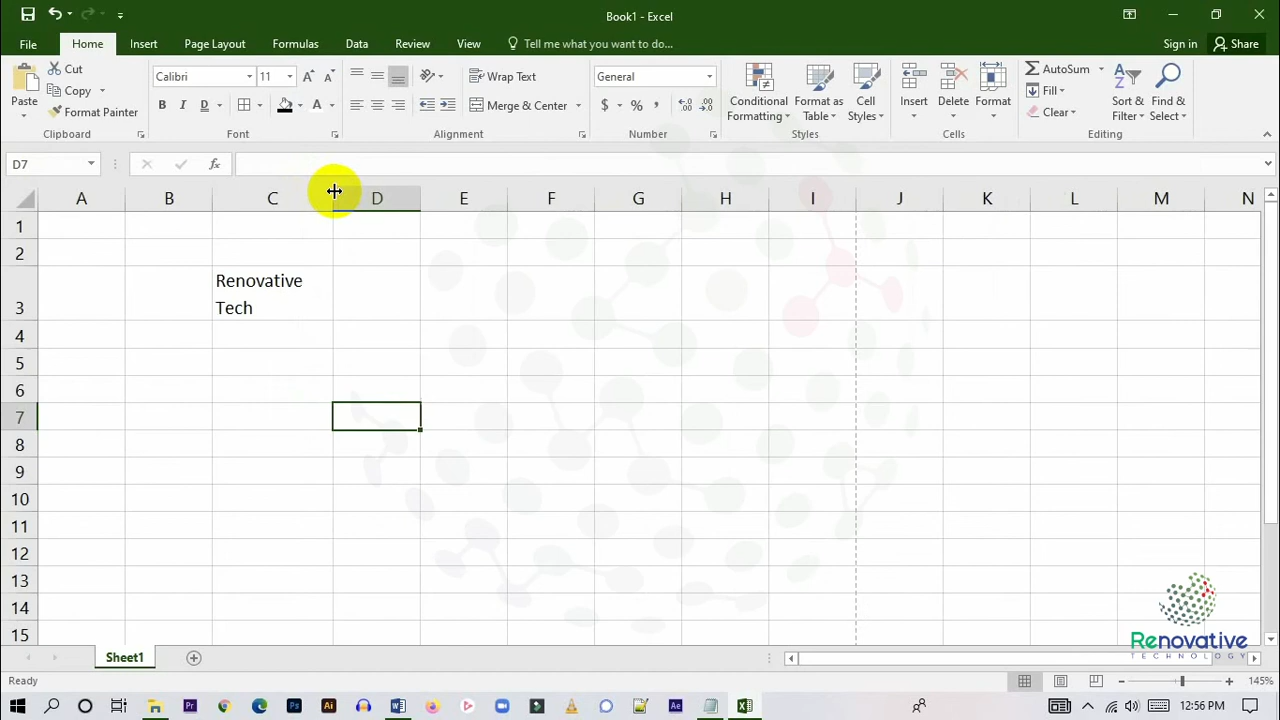 Book1 - Excel
File Home Insert Page Layout Formulas Data Review View Tell me what you want to do... Sign in Share
Paste
Cut
Copy
Format Painter
Clipboard
Calibri 11
B I D A
Font
Wrap Text
Merge & Center
Alignment
General
$ %
Number
Conditional Formatting
Format as Table
Cell Styles
Styles
Insert
Delete
Format
Cells
AutoSum
Fill
Clear
Sort & Filter
Find & Select
Editing
D7 fx
A B C D E F G H I J K L M N
1
2
Renovative
3 Tech
4
5
6
7
8
9
10
11
12
13
14
15
Renovative
TECHNOLOGY
Sheet1
Ready 145%
12:56 PM